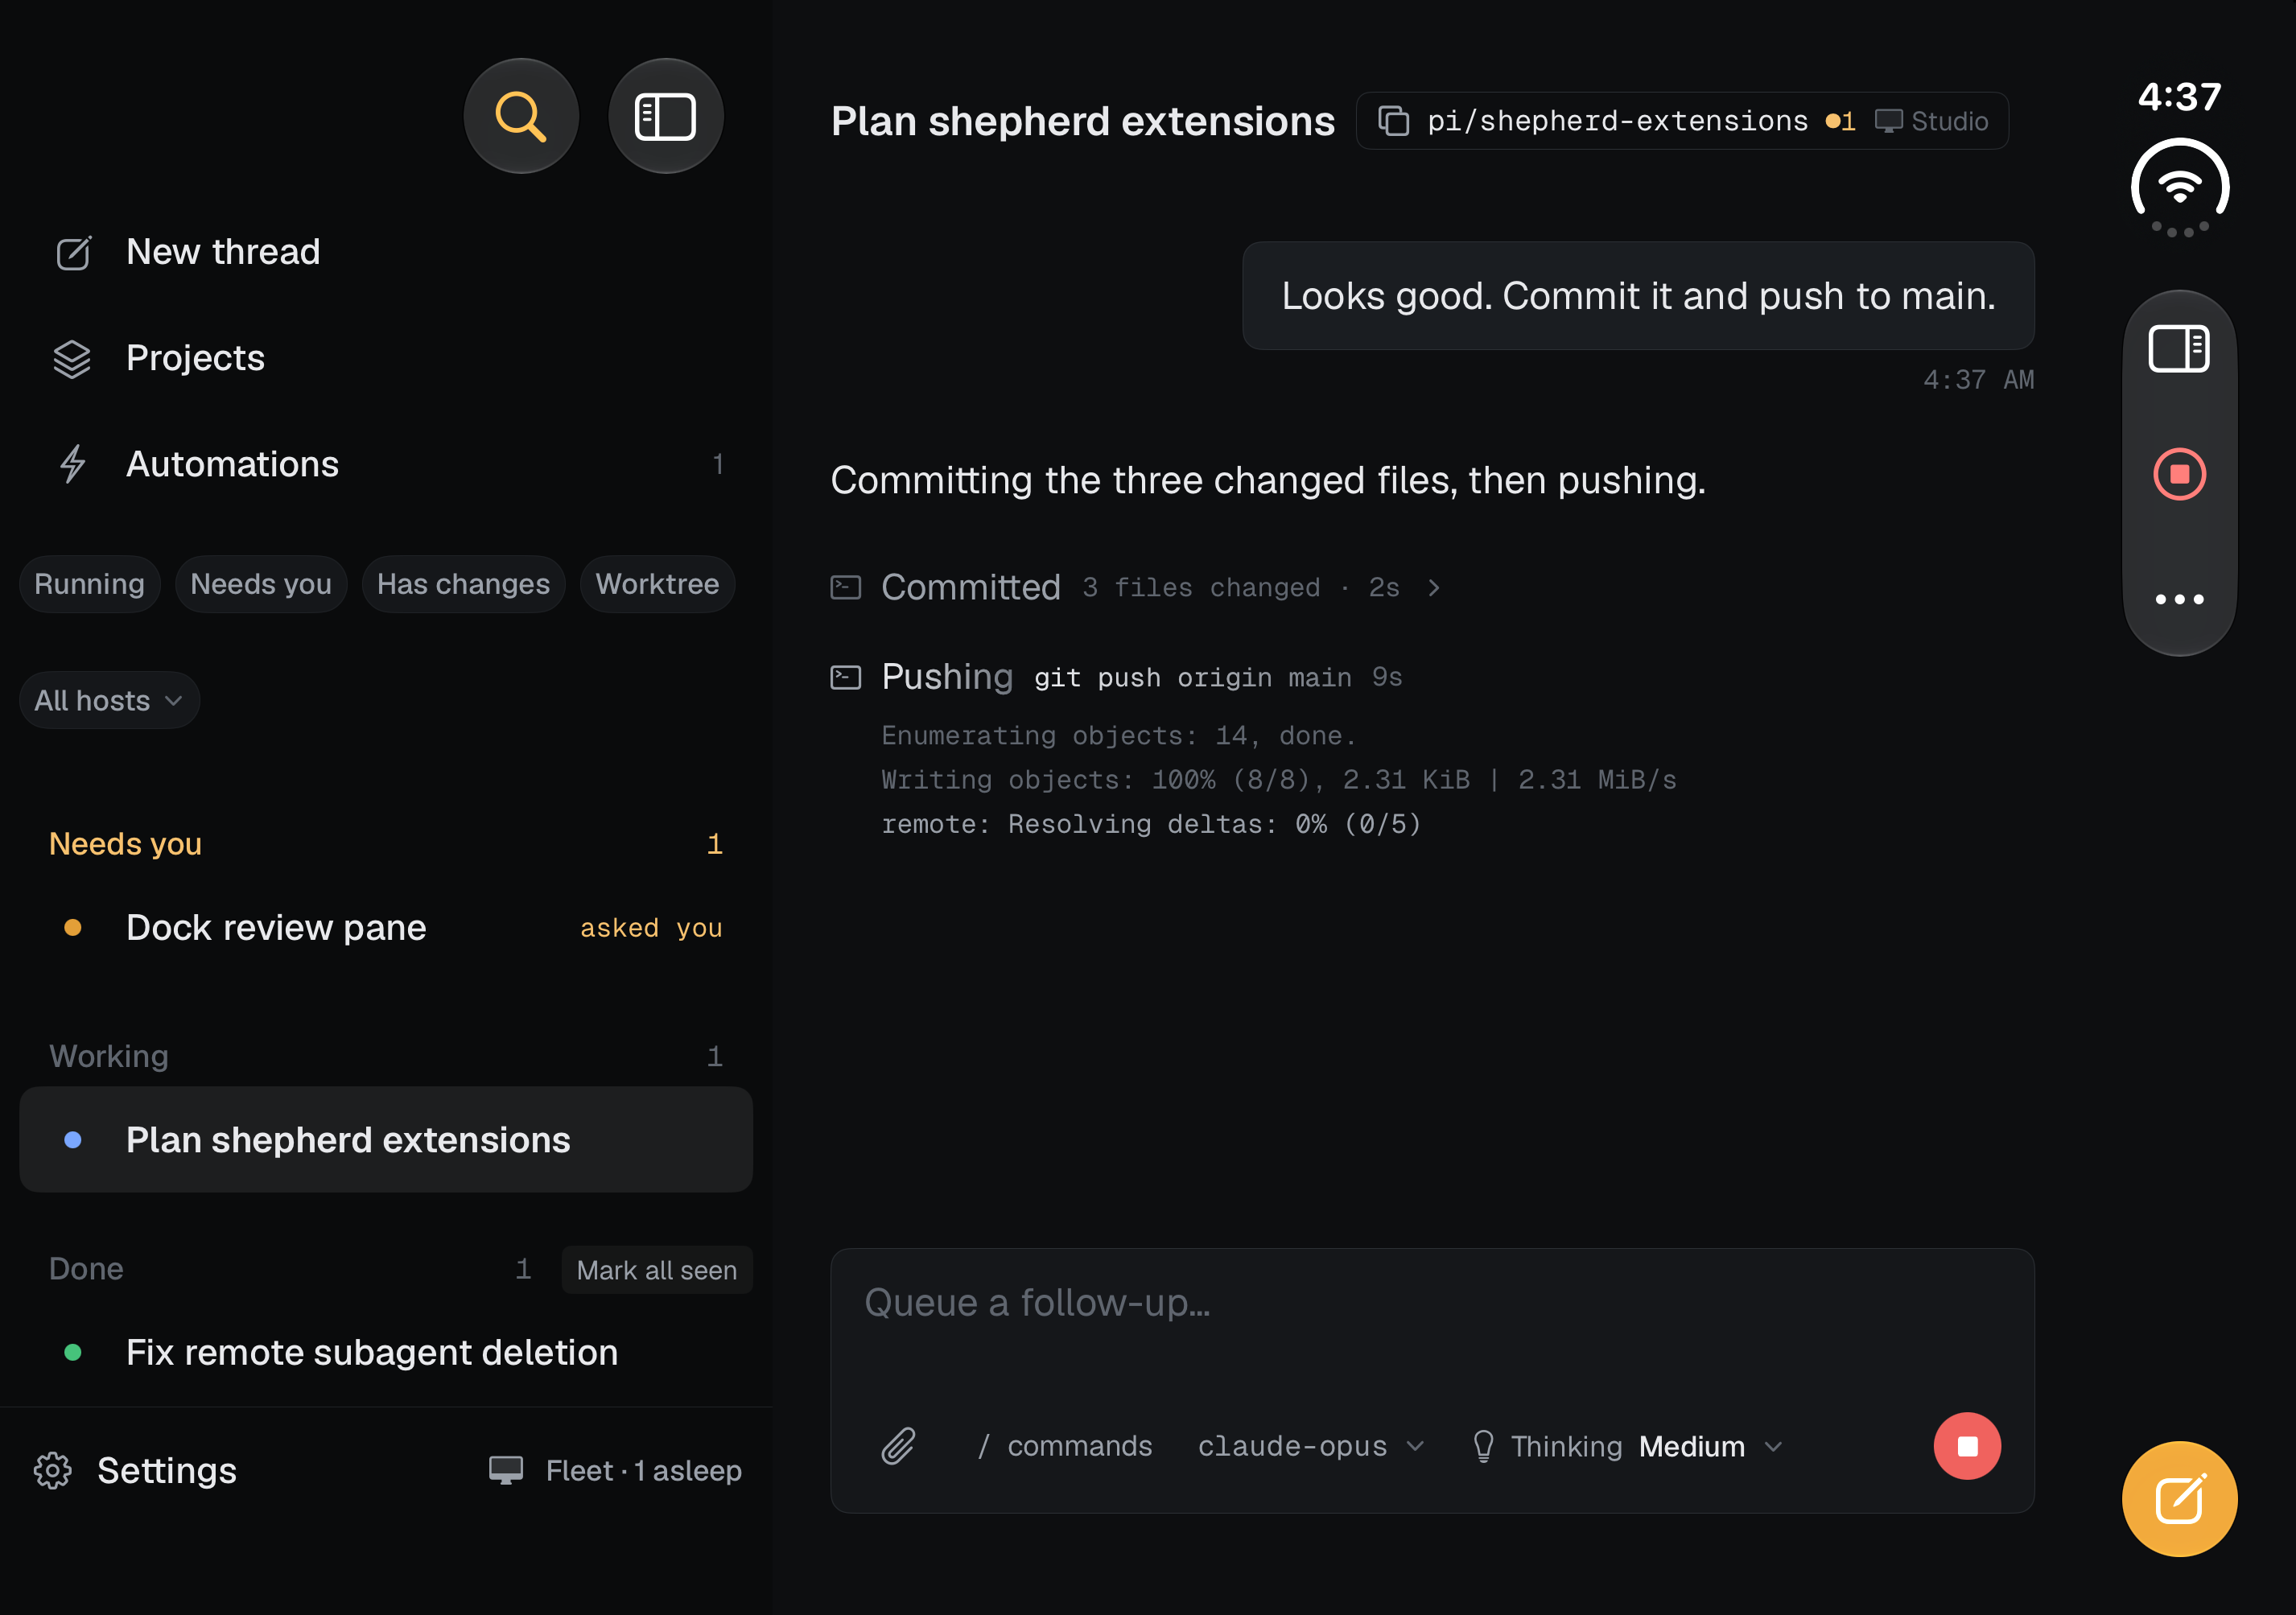 New thread
Projects
Automations 1
Running Needs you Has changes Worktree
All hosts
Needs you 1
Dock review pane asked you
Working 1
Plan shepherd extensions
Done 1 Mark all seen
Fix remote subagent deletion
Settings Fleet · 1 asleep
Plan shepherd extensions pi/shepherd-extensions 1 Studio
Looks good. Commit it and push to main.
4:37 AM
Committing the three changed files, then pushing.
Committed 3 files changed · 2s
Pushing git push origin main 9s
Enumerating objects: 14, done.
Writing objects: 100% (8/8), 2.31 KiB | 2.31 MiB/s
remote: Resolving deltas: 0% (0/5)
Queue a follow-up…
/ commands claude-opus Thinking Medium
4:37